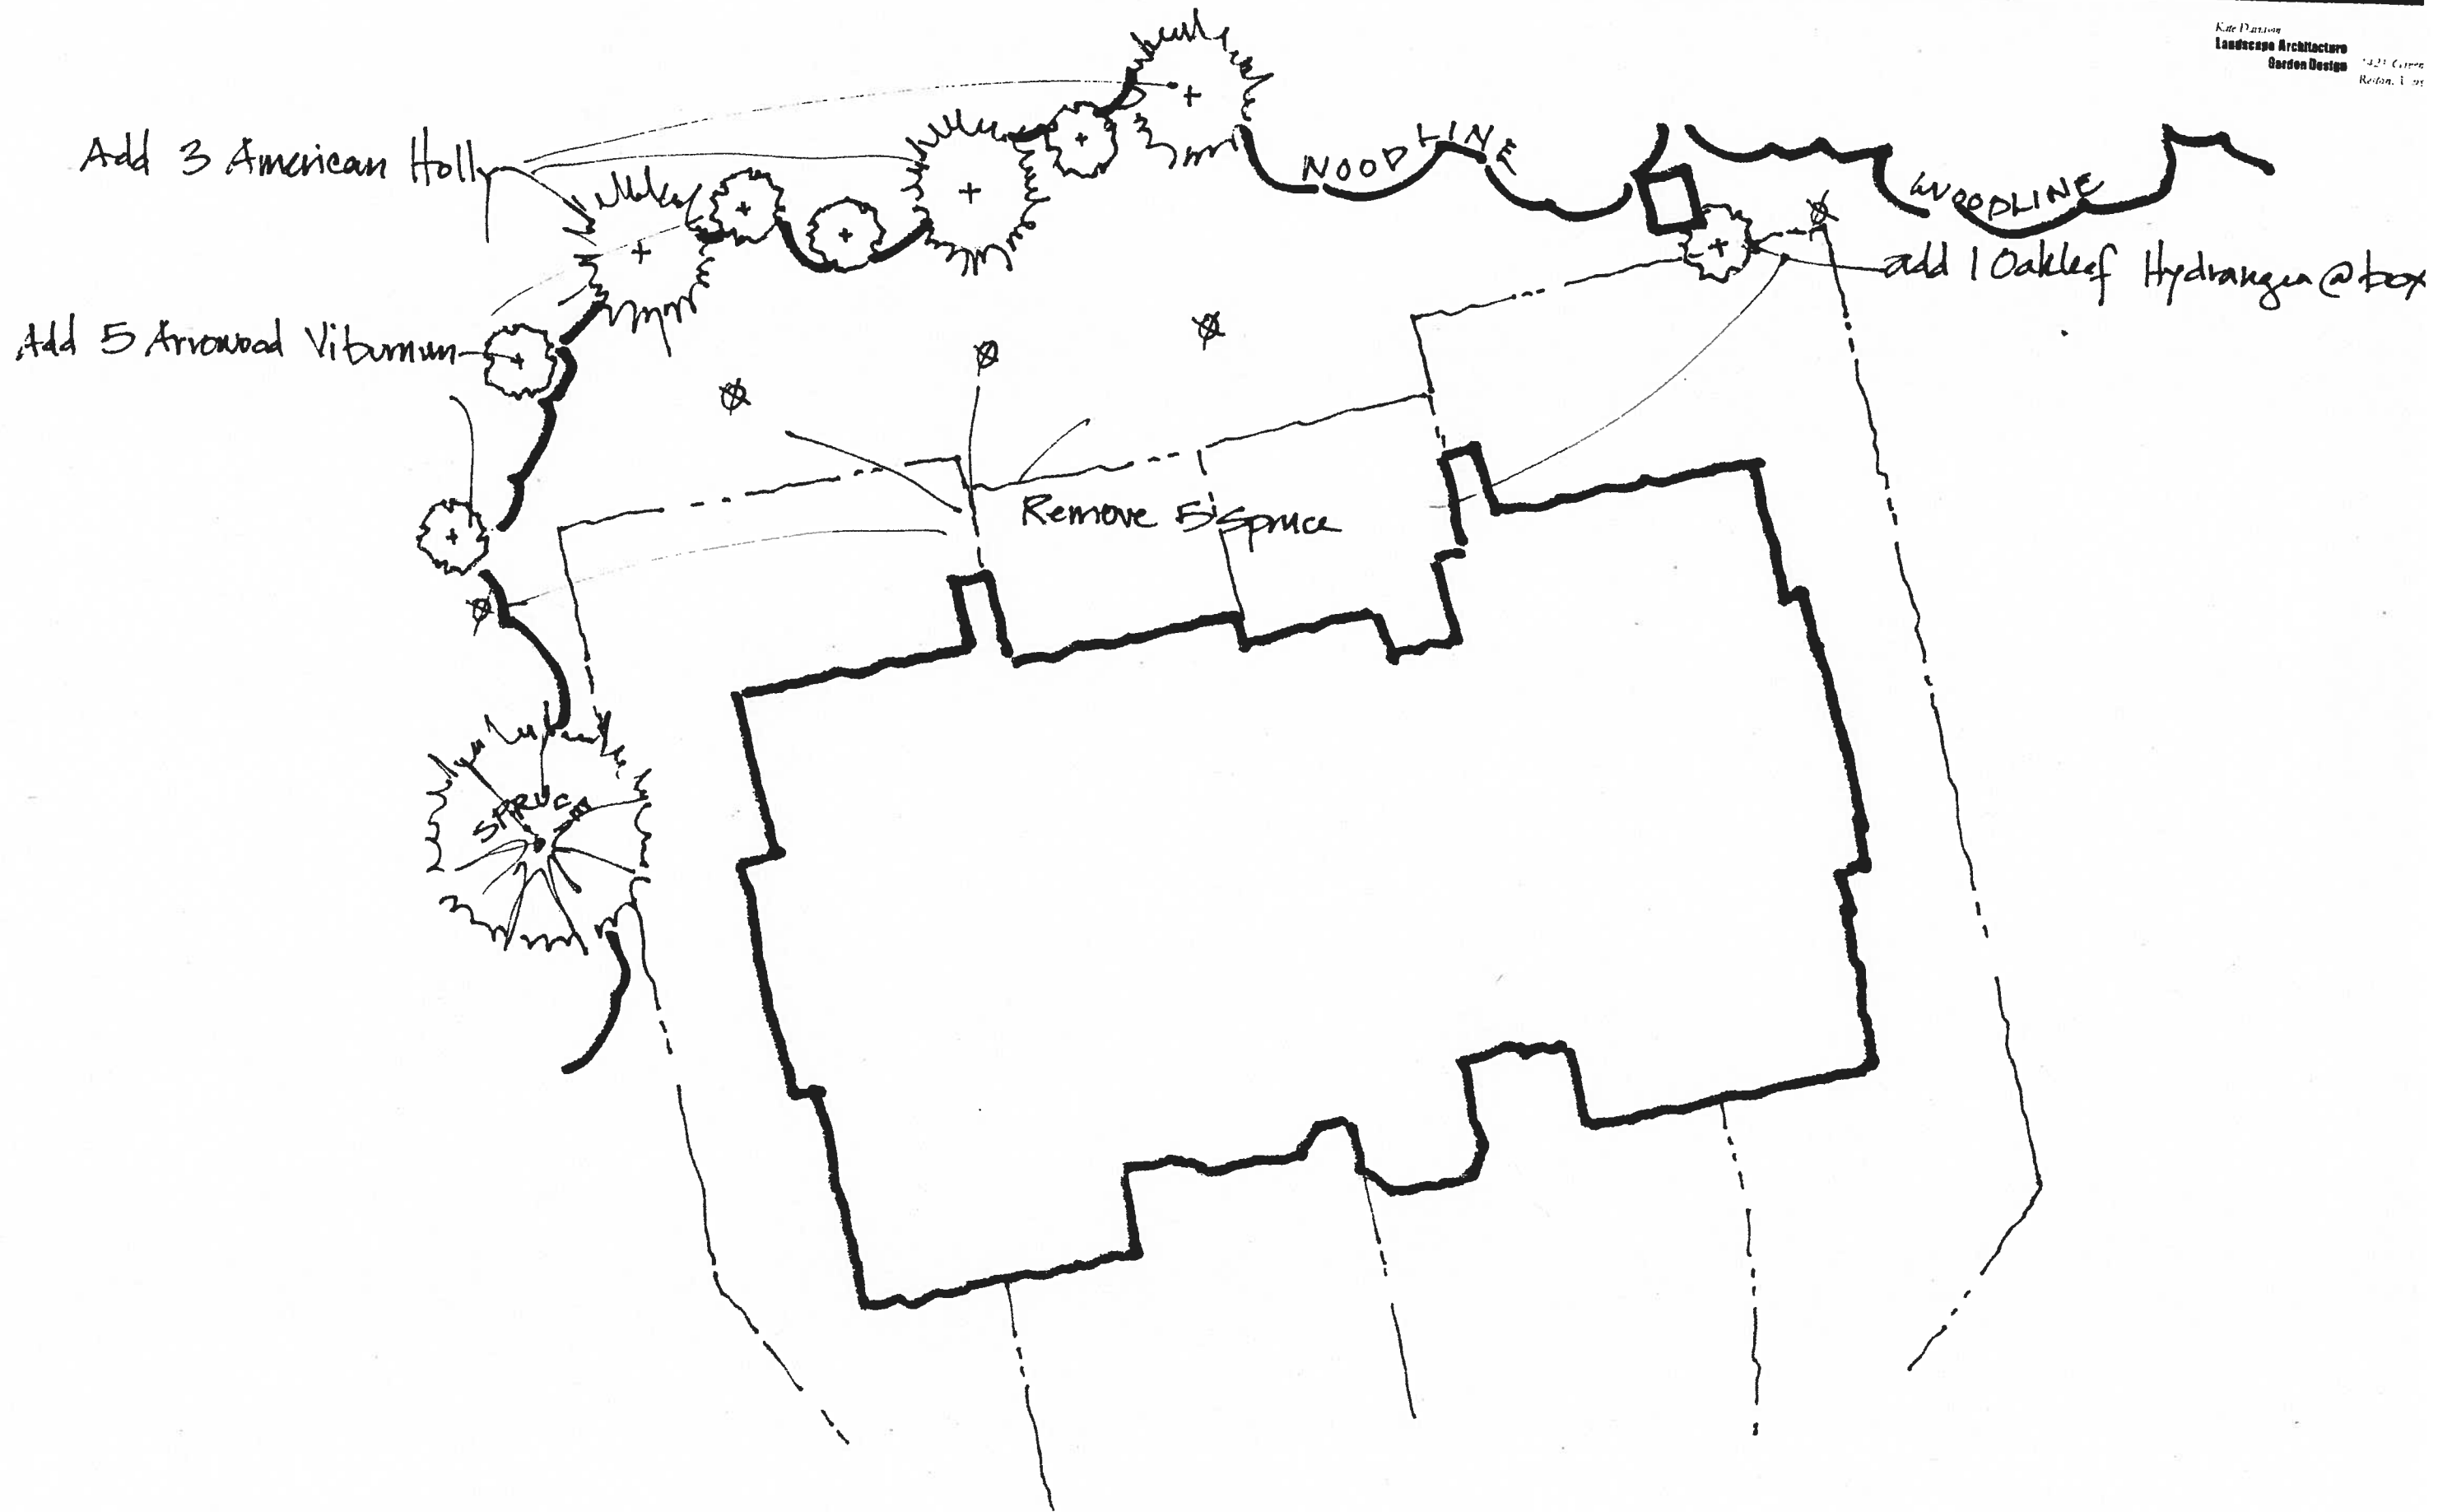 Landscape Architecture
Garden Design
Add 3 American Holly
WOODLINE
WOODLINE
add 1 Oakleaf Hydrangea @ box
Add 5 Arrowood Viburnum
Remove 5 Spruce
SPRUCE